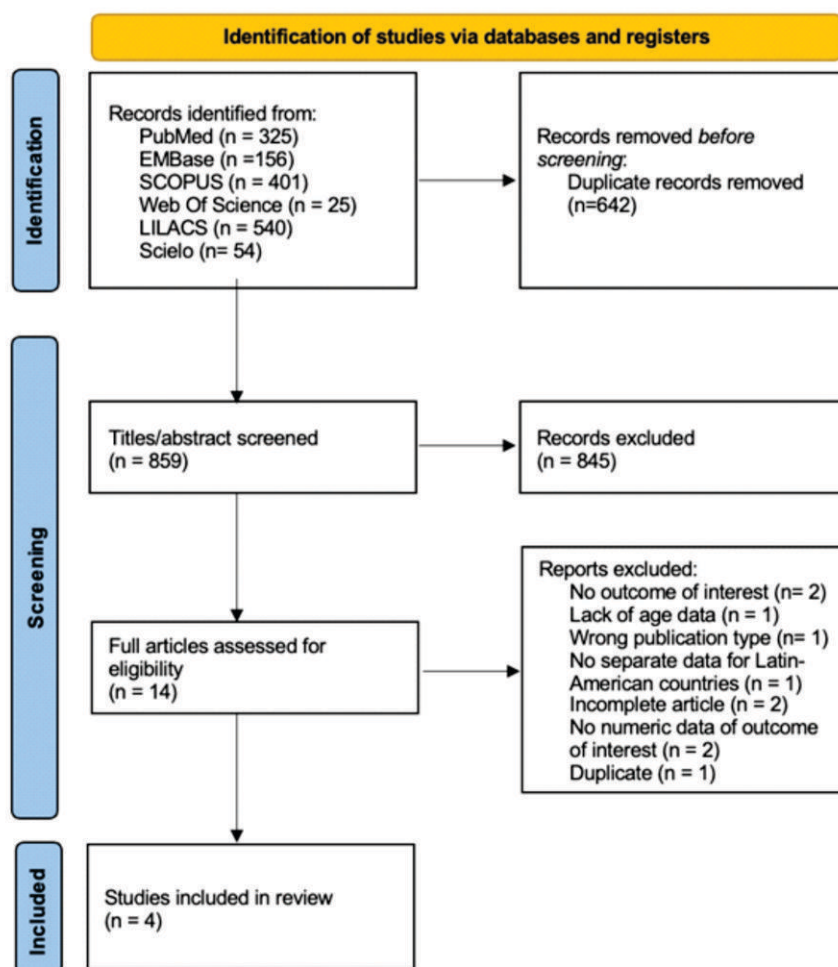 Identification of studies via databases and registers
Identification
Records identified from:
PubMed (n = 325)
EMBase (n =156)
SCOPUS (n = 401)
Web Of Science (n = 25)
LILACS (n = 540)
Scielo (n= 54)
Records removed before
screening:
Duplicate records removed
(n=642)
Screening
Titles/abstract screened
(n = 859)
Records excluded
(n = 845)
Full articles assessed for
eligibility
(n = 14)
Reports excluded:
No outcome of interest (n= 2)
Lack of age data (n = 1)
Wrong publication type (n= 1)
No separate data for Latin-
American countries (n = 1)
Incomplete article (n = 2)
No numeric data of outcome
of interest (n = 2)
Duplicate (n = 1)
Included
Studies included in review
(n = 4)